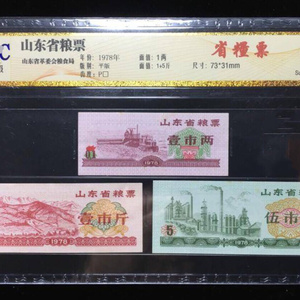 C 山东省粮票
山东省革委会粮食局
年份: 1978年 面值: 1两
版别: 平版 面值: 1+5斤
尺寸: 73*31mm
省糧票
山东省粮票
壹市两
1978
山东省粮票
壹市斤
1978
山东省粮
伍市
5
1978